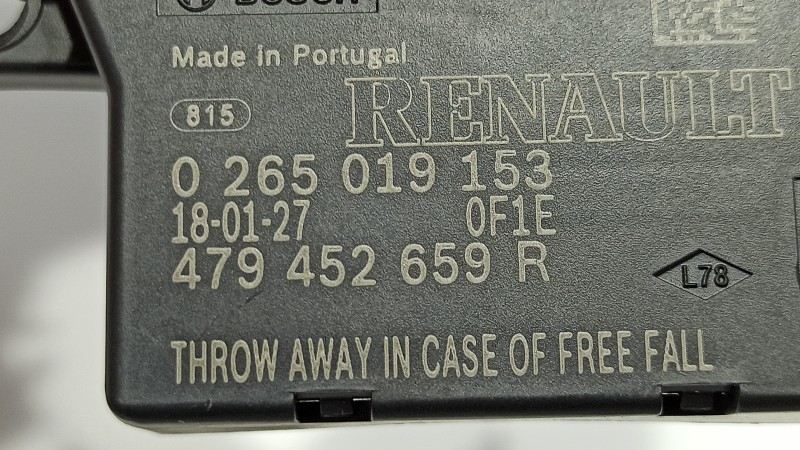 BOSCH
Made in Portugal
815
RENAULT
0 265 019 153
18-01-27 0F1E
479 452 659 R
L78
THROW AWAY IN CASE OF FREE FALL